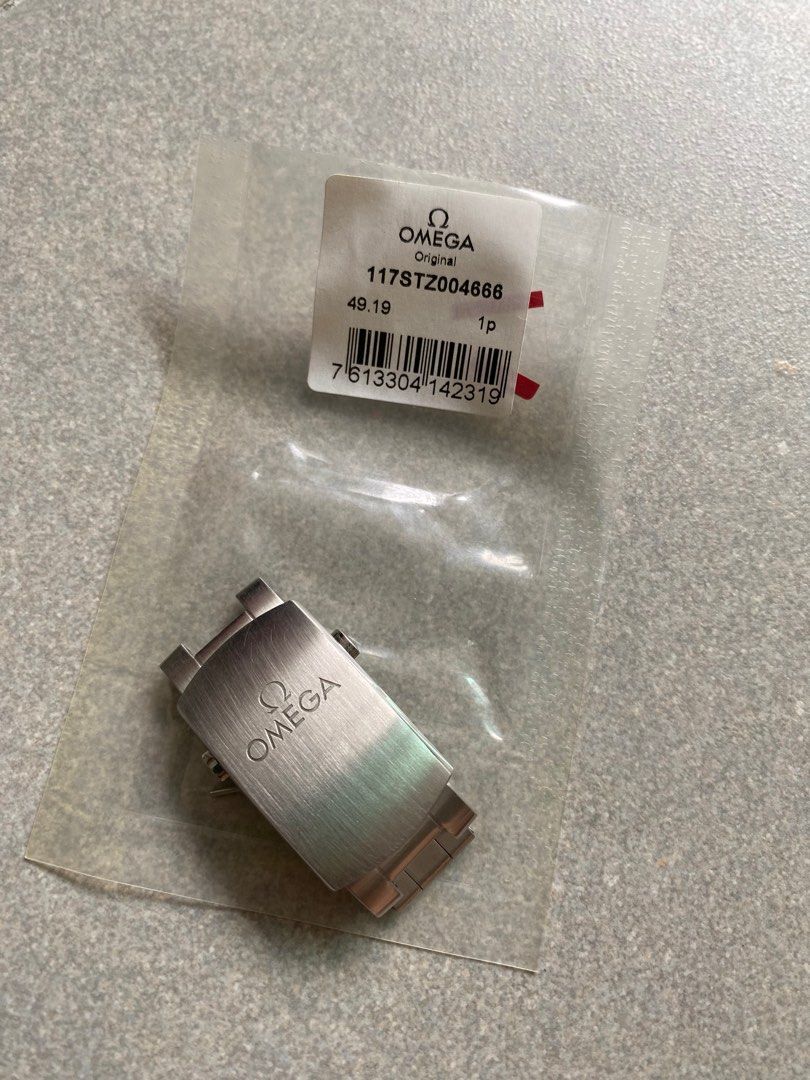 Ω
OMEGA
Original
117STZ004666
49.19
1p
7 613304 142319
Ω
OMEGA